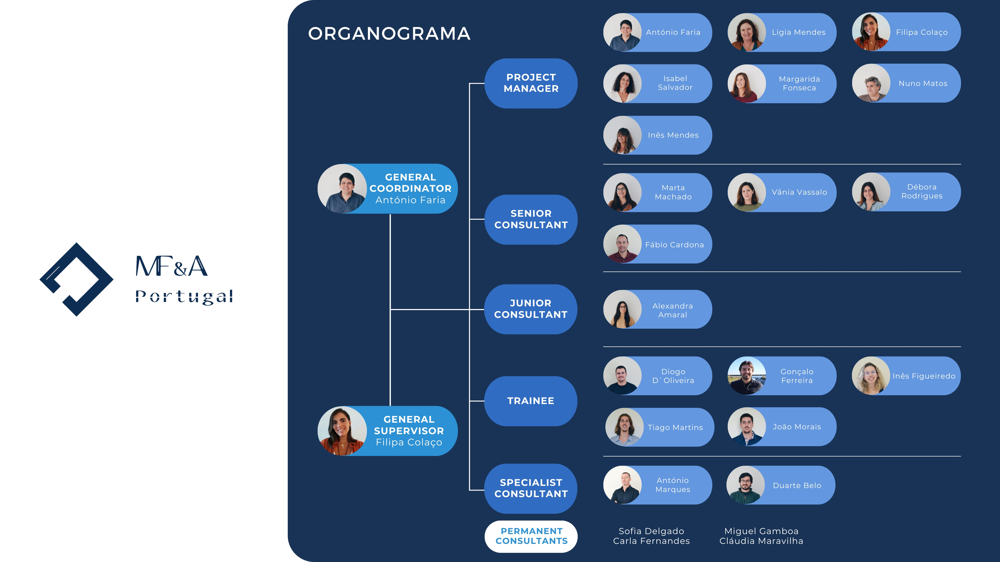 MF&A
Portugal
ORGANOGRAMA
GENERAL
COORDINATOR
António Faria
GENERAL
SUPERVISOR
Filipa Colaço
PROJECT
MANAGER
António Faria
Ligia Mendes
Filipa Colaço
Isabel
Salvador
Margarida
Fonseca
Nuno Matos
Inês Mendes
SENIOR
CONSULTANT
Marta
Machado
Vânia Vassalo
Débora
Rodrigues
Fábio Cardona
JUNIOR
CONSULTANT
Alexandra
Amaral
TRAINEE
Diogo
D`Oliveira
Gonçalo
Ferreira
Inês Figueiredo
Tiago Martins
João Morais
SPECIALIST
CONSULTANT
António
Marques
Duarte Belo
PERMANENT
CONSULTANTS
Sofia Delgado
Carla Fernandes
Miguel Gamboa
Cláudia Maravilha